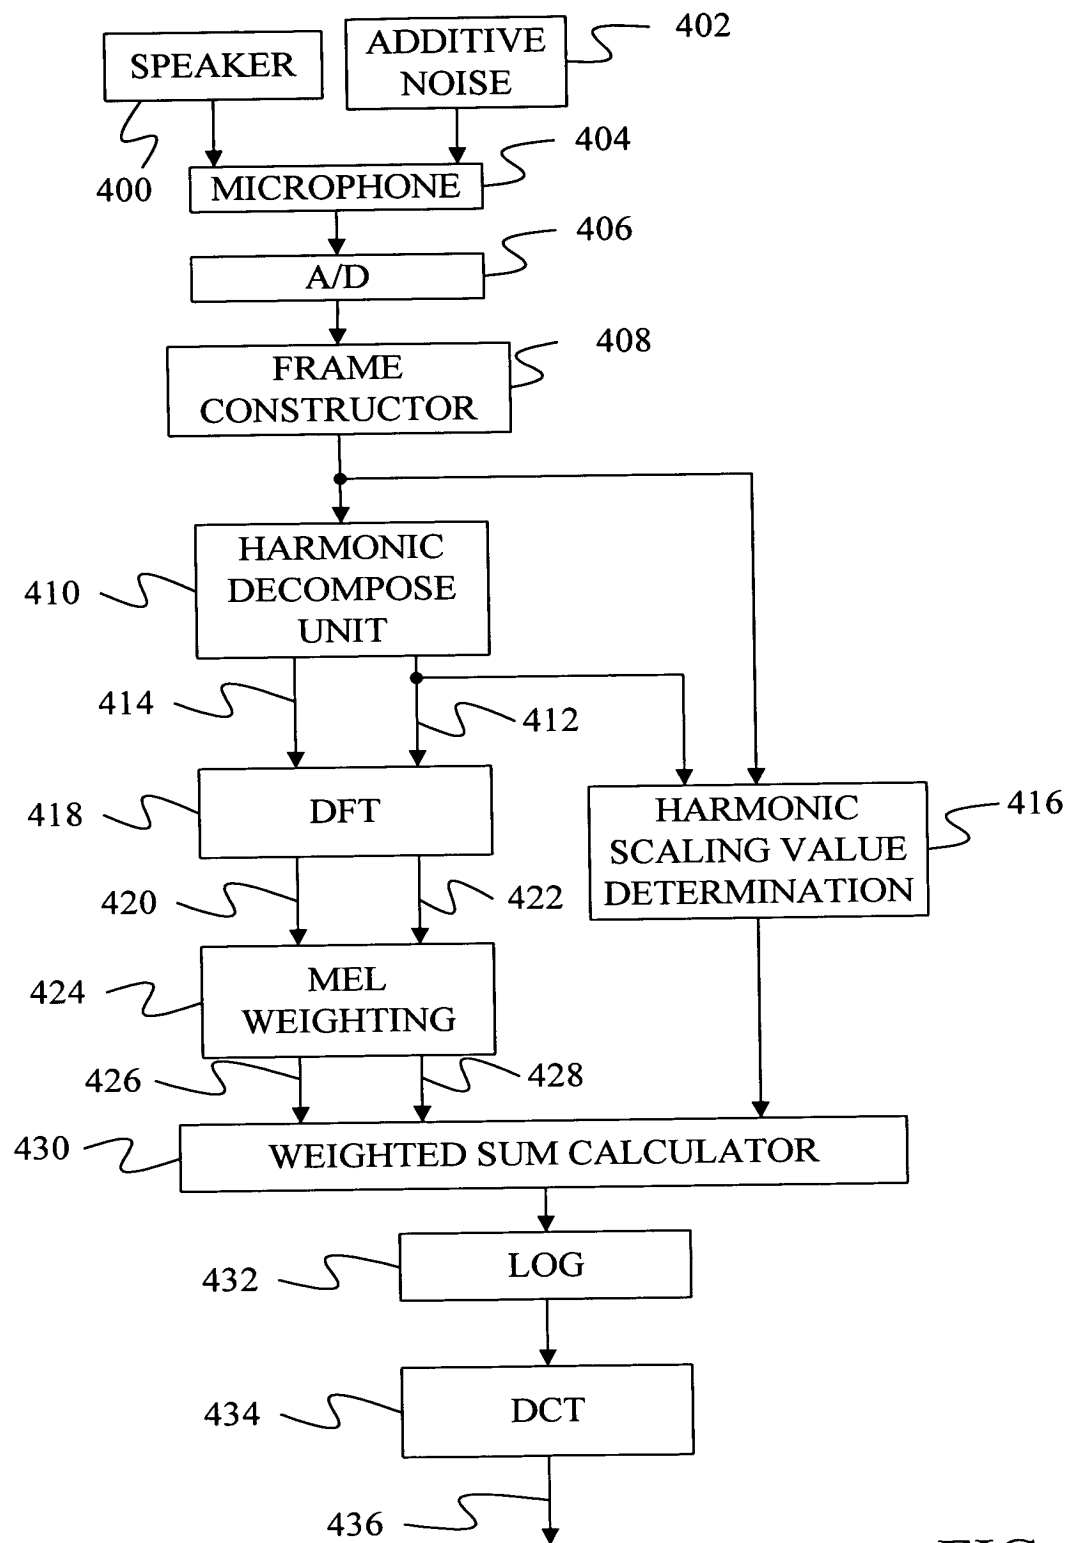 SPEAKER
ADDITIVE
NOISE
402
400
404
MICROPHONE
406
A/D
408
FRAME
CONSTRUCTOR
410
HARMONIC
DECOMPOSE
UNIT
414
412
418
DFT
HARMONIC
SCALING VALUE
DETERMINATION
416
420
422
424
MEL
WEIGHTING
426
428
430
WEIGHTED SUM CALCULATOR
432
LOG
434
DCT
436